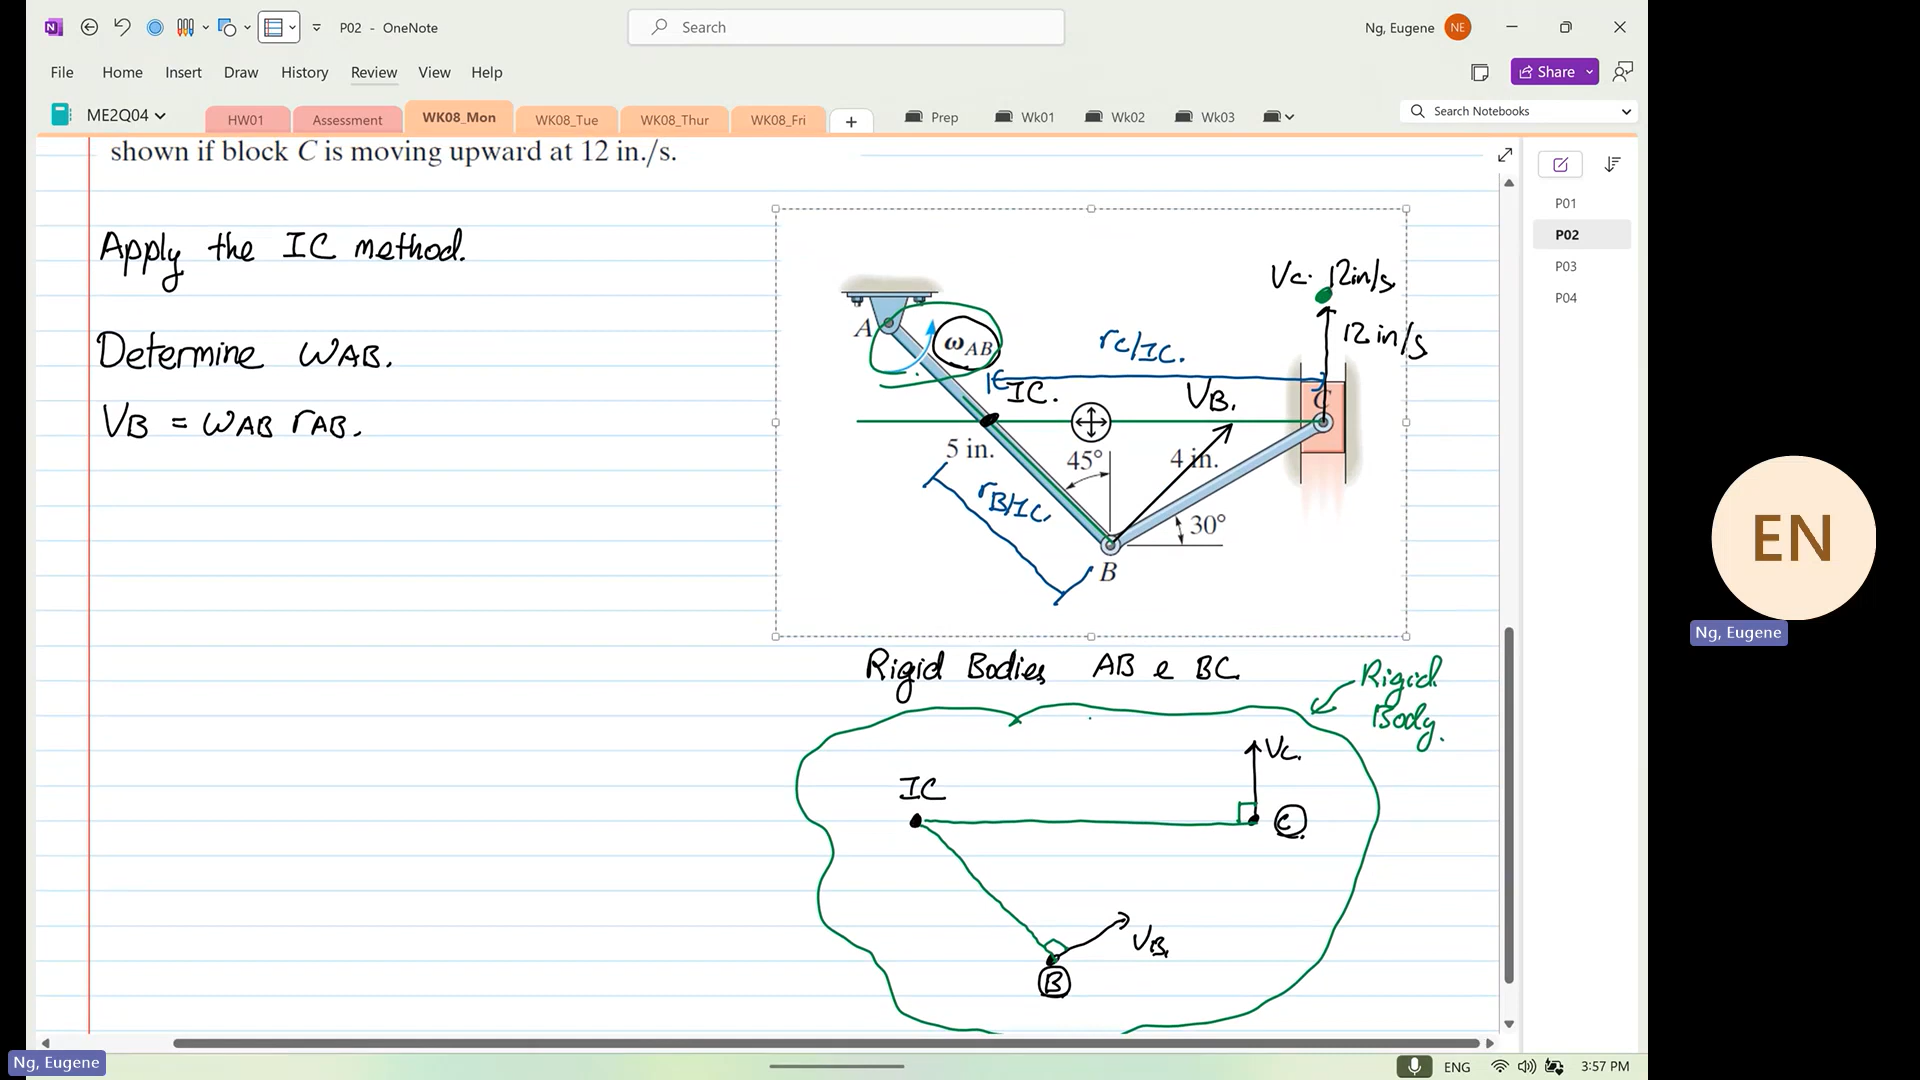 P02 - OneNote
Search
Ng, Eugene
NE
File Home Insert Draw History Review View Help
Share
ME2Q04
HW01
Assessment
WK08_Mon
WK08_Tue
WK08_Thur
WK08_Fri
+
Prep
Wk01
Wk02
Wk03
Search Notebooks
P01
P02
P03
P04
shown if block C is moving upward at 12 in./s.
Apply the IC method.
Determine ωAB.
VB = ωAB rAB.
Vc. 12in/s
12 in/s
A
ωAB
rC/IC.
IC.
VB.
C
5 in.
45°
4 in.
rB/IC.
30°
B
Rigid Bodies AB e BC.
Rigid
Body.
IC
Vc.
C
VB.
B
EN
Ng, Eugene
Ng, Eugene
ENG
3:57 PM